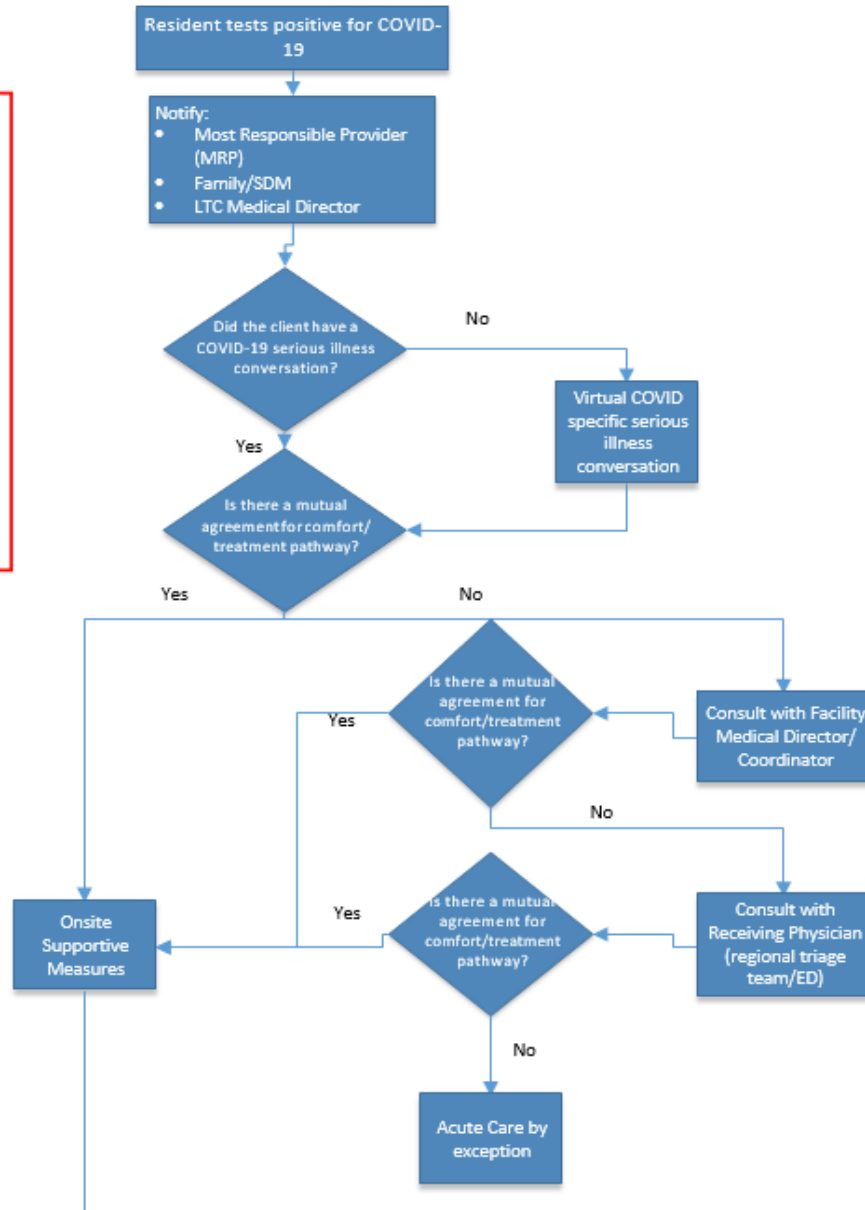 Resident tests positive for COVID-
19
Notify:
• Most Responsible Provider
(MRP)
• Family/SDM
• LTC Medical Director
Did the client have a
COVID-19 serious illness
conversation?
No
Virtual COVID
specific serious
illness
conversation
Yes
Is there a mutual
agreement for comfort/
treatment pathway?
Yes
No
Is there a mutual
agreement for
comfort/treatment
pathway?
Yes
Consult with Facility
Medical Director/
Coordinator
No
Is there a mutual
agreement for
comfort/treatment
pathway?
Yes
Onsite
Supportive
Measures
Consult with
Receiving Physician
(regional triage
team/ED)
No
Acute Care by
exception